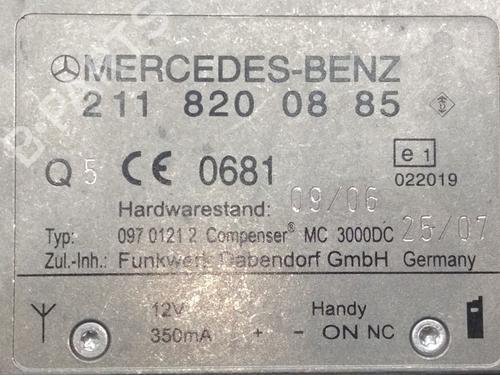 MERCEDES-BENZ
211 820 08 85
Q 5 CE 0681 e1
022019
Hardwarestand: 09/06
Typ: 097 0121 2 Compenser® MC 3000DC 25/07
Zul.-Inh.: Funkwerk Dabendorf GmbH Germany
12V Handy
350mA + - ON NC